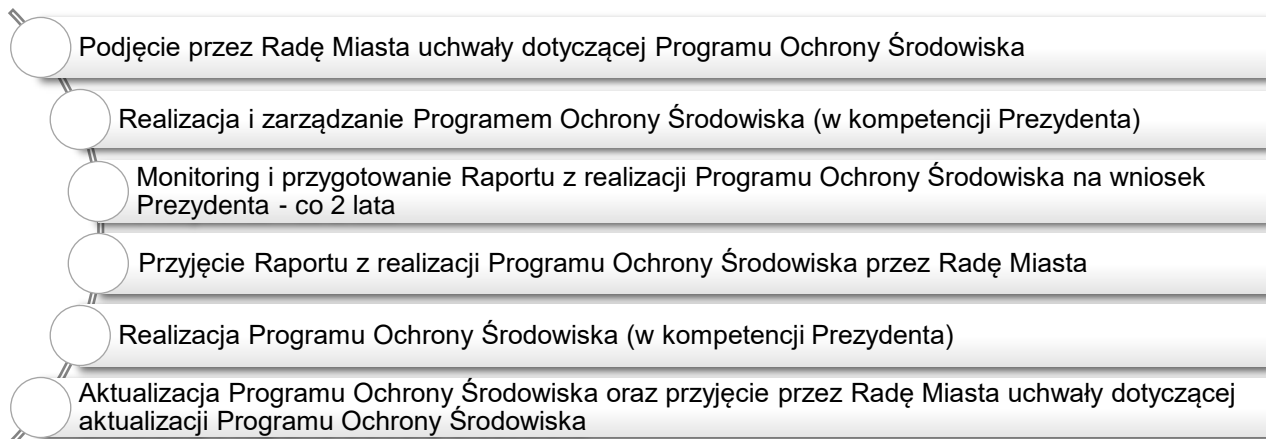 Podjęcie przez Radę Miasta uchwały dotyczącej Programu Ochrony Środowiska
Realizacja i zarządzanie Programem Ochrony Środowiska (w kompetencji Prezydenta)
Monitoring i przygotowanie Raportu z realizacji Programu Ochrony Środowiska na wniosek
Prezydenta - co 2 lata
Przyjęcie Raportu z realizacji Programu Ochrony Środowiska przez Radę Miasta
Realizacja Programu Ochrony Środowiska (w kompetencji Prezydenta)
Aktualizacja Programu Ochrony Środowiska oraz przyjęcie przez Radę Miasta uchwały dotyczącej
aktualizacji Programu Ochrony Środowiska